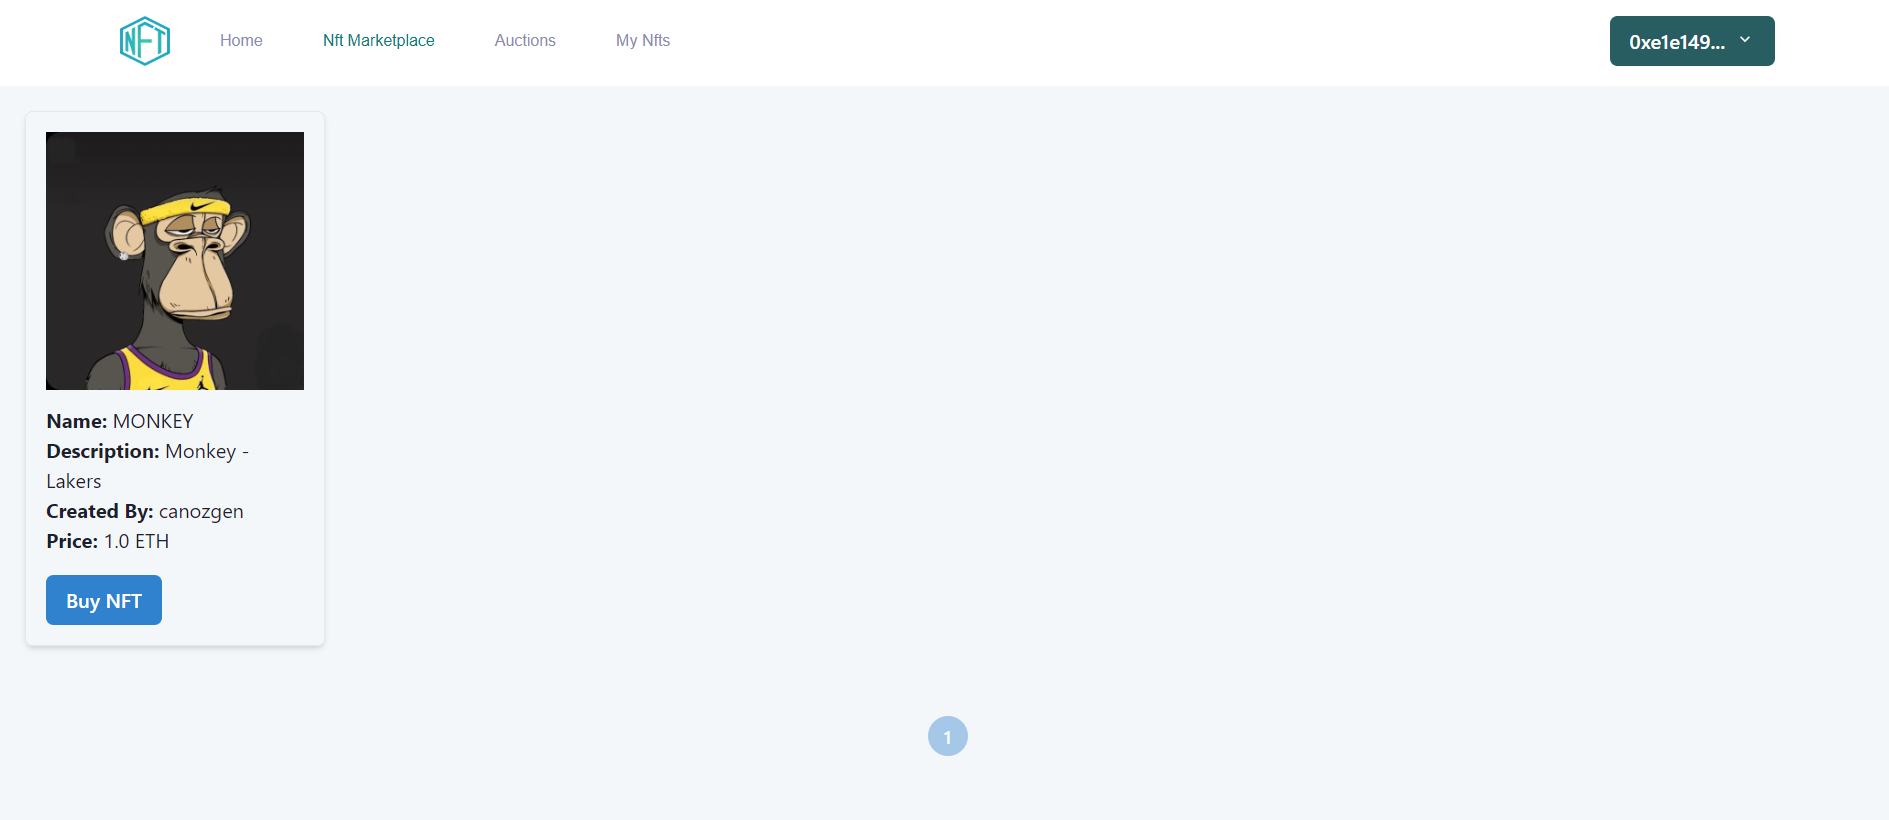 NFT
Home Nft Marketplace Auctions My Nfts
0xe1e149...
Name: MONKEY
Description: Monkey -
Lakers
Created By: canozgen
Price: 1.0 ETH
Buy NFT
1